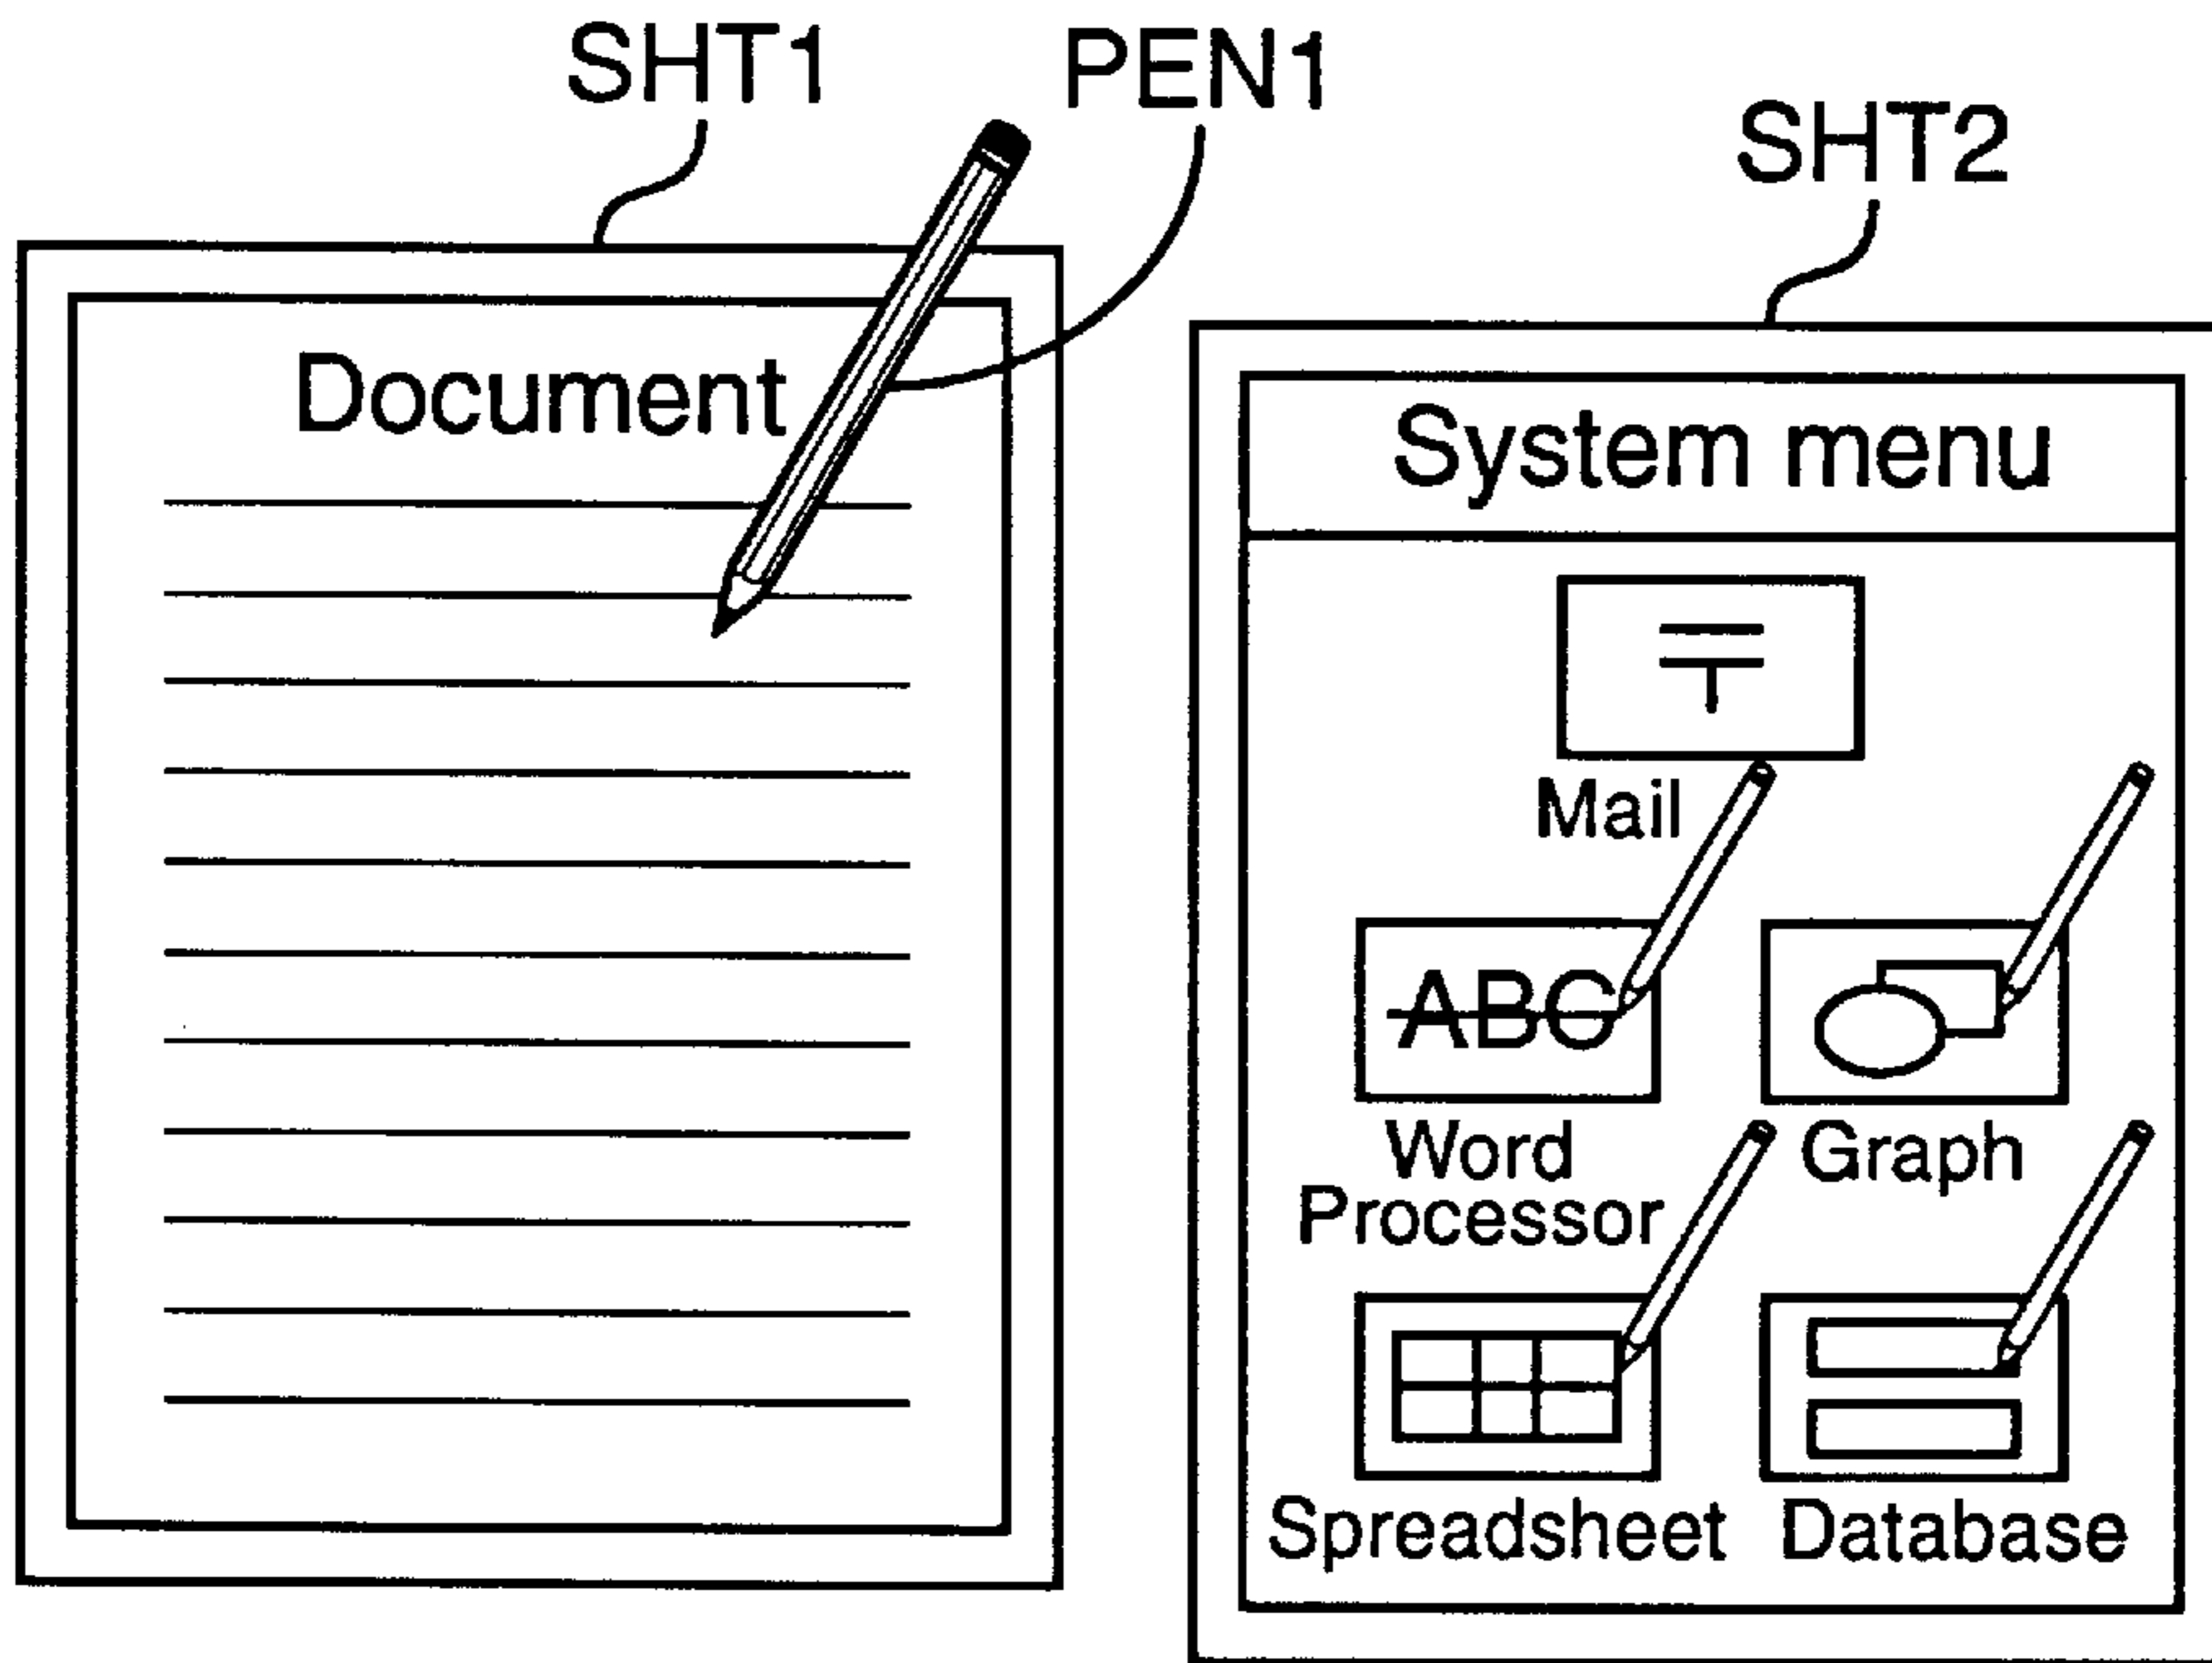 SHT1
PEN1
SHT2
Document
System menu
〒
Mail
ABC
Word
Processor
Graph
Spreadsheet
Database